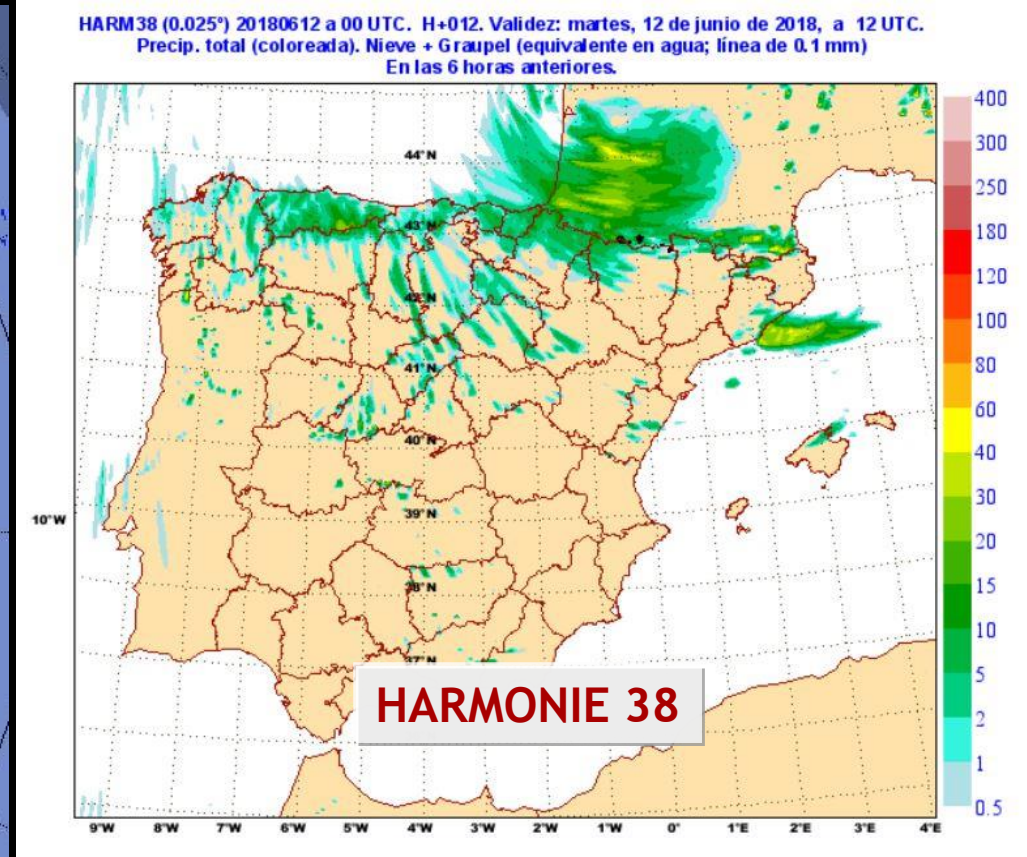 HARM38 (0.025°) 20180612 a 00 UTC. H+012. Validez: martes, 12 de junio de 2018, a 12 UTC.
Precip. total (coloreada). Nieve + Graupel (equivalente en agua; línea de 0.1 mm)
En las 6 horas anteriores.
400
300
250
180
120
100
80
60
40
30
20
15
10
5
2
1
0.5
44°N
43°N
42°N
41°N
40°N
39°N
38°N
37°N
10°W
HARMONIE 38
9°W 8°W 7°W 6°W 5°W 4°W 3°W 2°W 1°W 0° 1°E 2°E 3°E 4°E